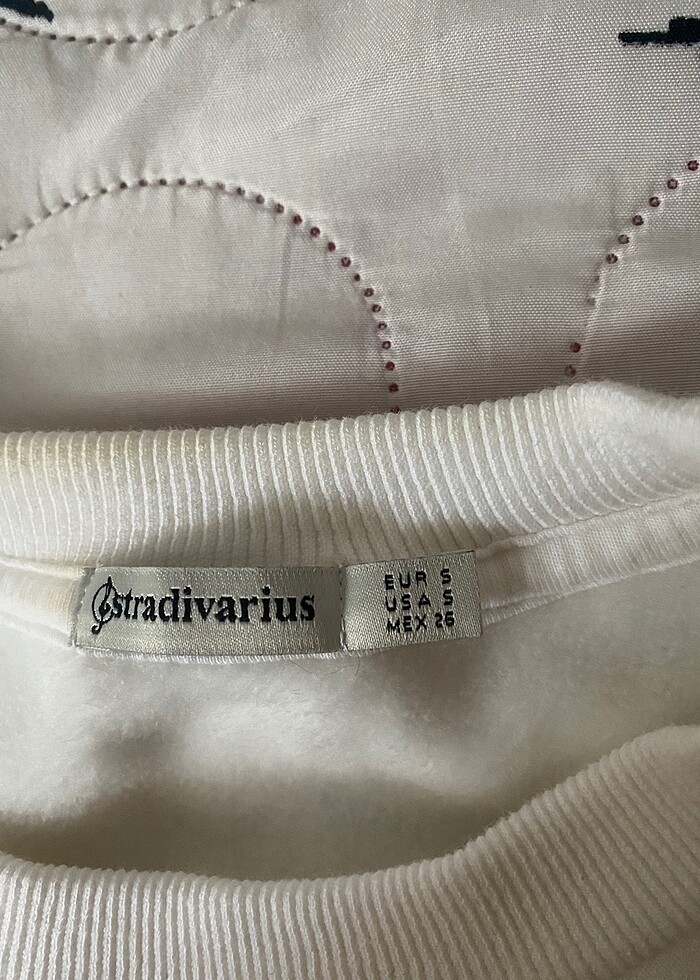 stradivarius
EUR S
USA S
MEX 26